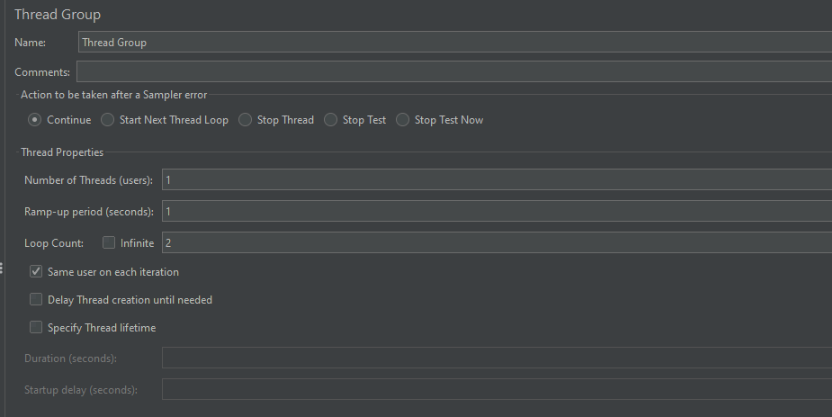 Thread Group
Name: Thread Group
Comments:
Action to be taken after a Sampler error
Continue Start Next Thread Loop Stop Thread Stop Test Stop Test Now
Thread Properties
Number of Threads (users): 1
Ramp-up period (seconds): 1
Loop Count: Infinite 2
Same user on each iteration
Delay Thread creation until needed
Specify Thread lifetime
Duration (seconds):
Startup delay (seconds):